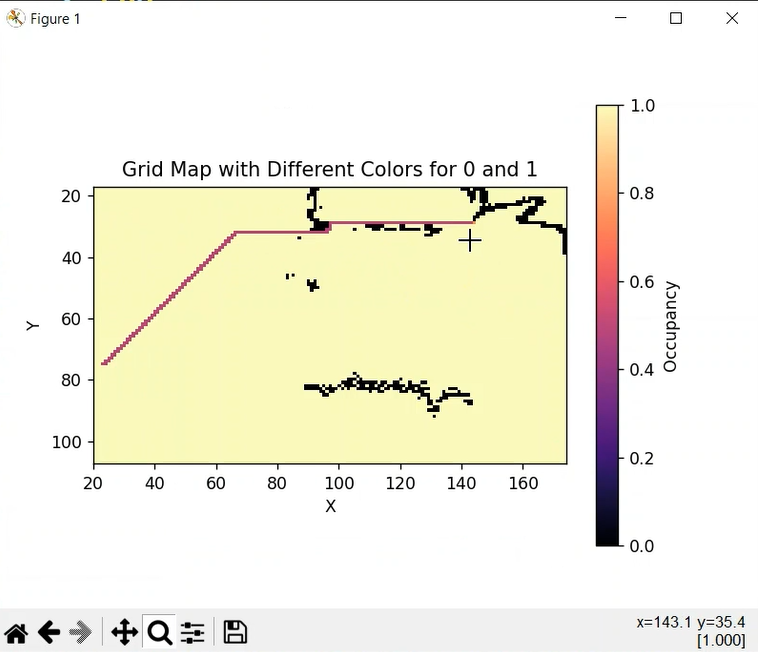 Figure 1
Grid Map with Different Colors for 0 and 1
20
40
60
80
100
Y
20 40 60 80 100 120 140 160
X
1.0
0.8
0.6
0.4
0.2
0.0
Occupancy
x=143.1 y=35.4
[1.000]